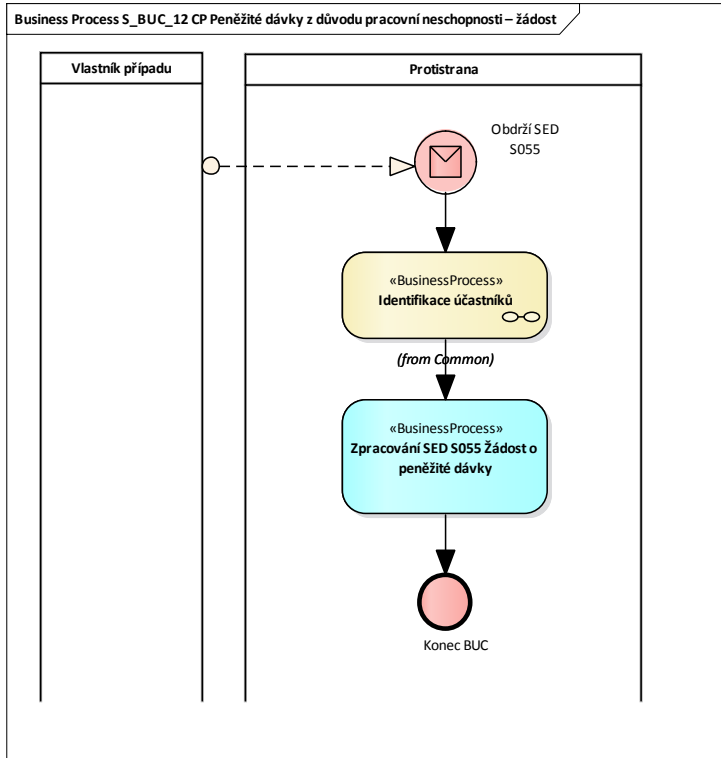 Business Process S_BUC_12 CP Peněžité dávky z důvodu pracovní neschopnosti – žádost
Vlastník případu
Protistrana
Obdrží SED
S055
«BusinessProcess»
Identifikace účastníků
(from Common)
«BusinessProcess»
Zpracování SED S055 Žádost o
peněžité dávky
Konec BUC